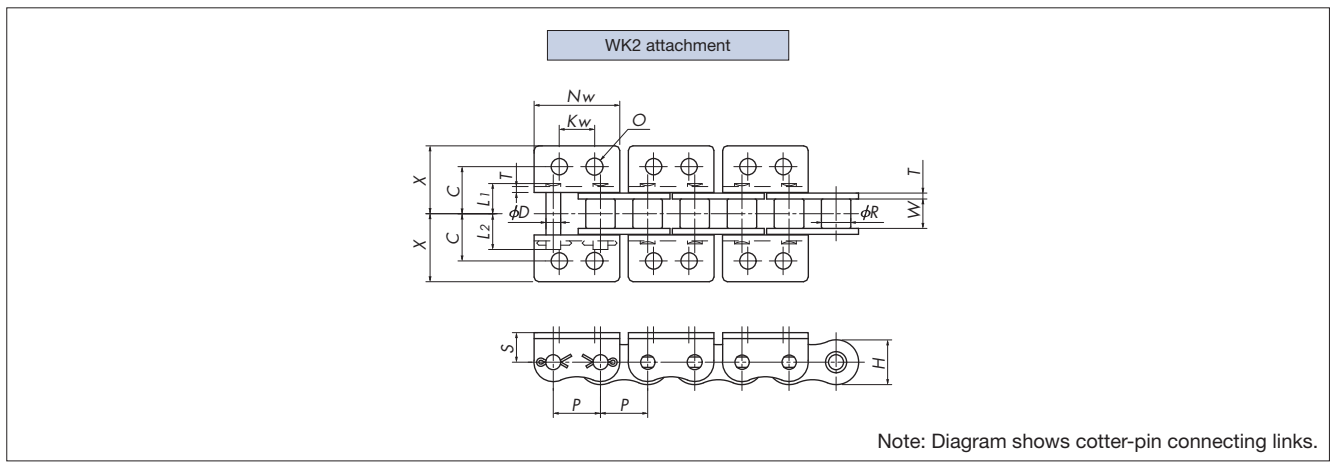 WK2 attachment
Nw
Kw
O
X
C
T
L1
φD
L2
C
X
T
W
φR
S
H
P
P
Note: Diagram shows cotter-pin connecting links.